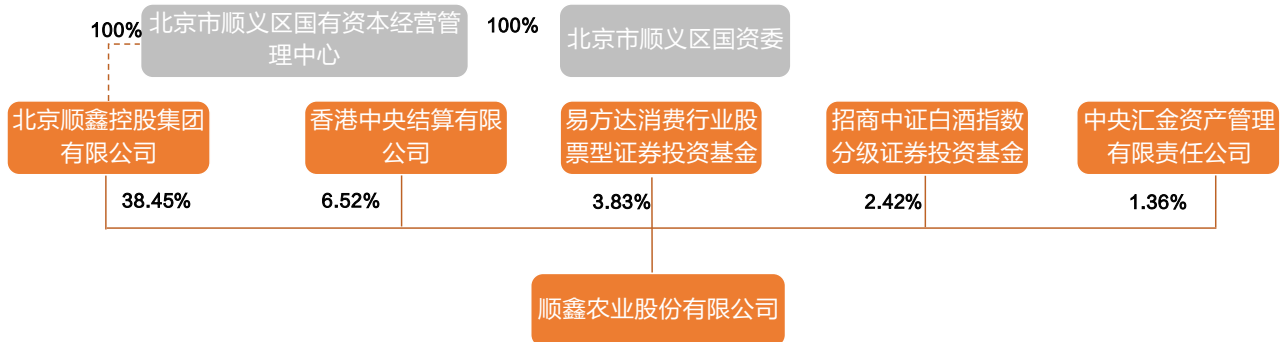 100%
北京市顺义区国有资本经营管
理中心
100%
北京市顺义区国资委
北京顺鑫控股集团
有限公司
香港中央结算有限
公司
易方达消费行业股
票型证券投资基金
招商中证白酒指数
分级证券投资基金
中央汇金资产管理
有限责任公司
38.45%
6.52%
3.83%
2.42%
1.36%
顺鑫农业股份有限公司